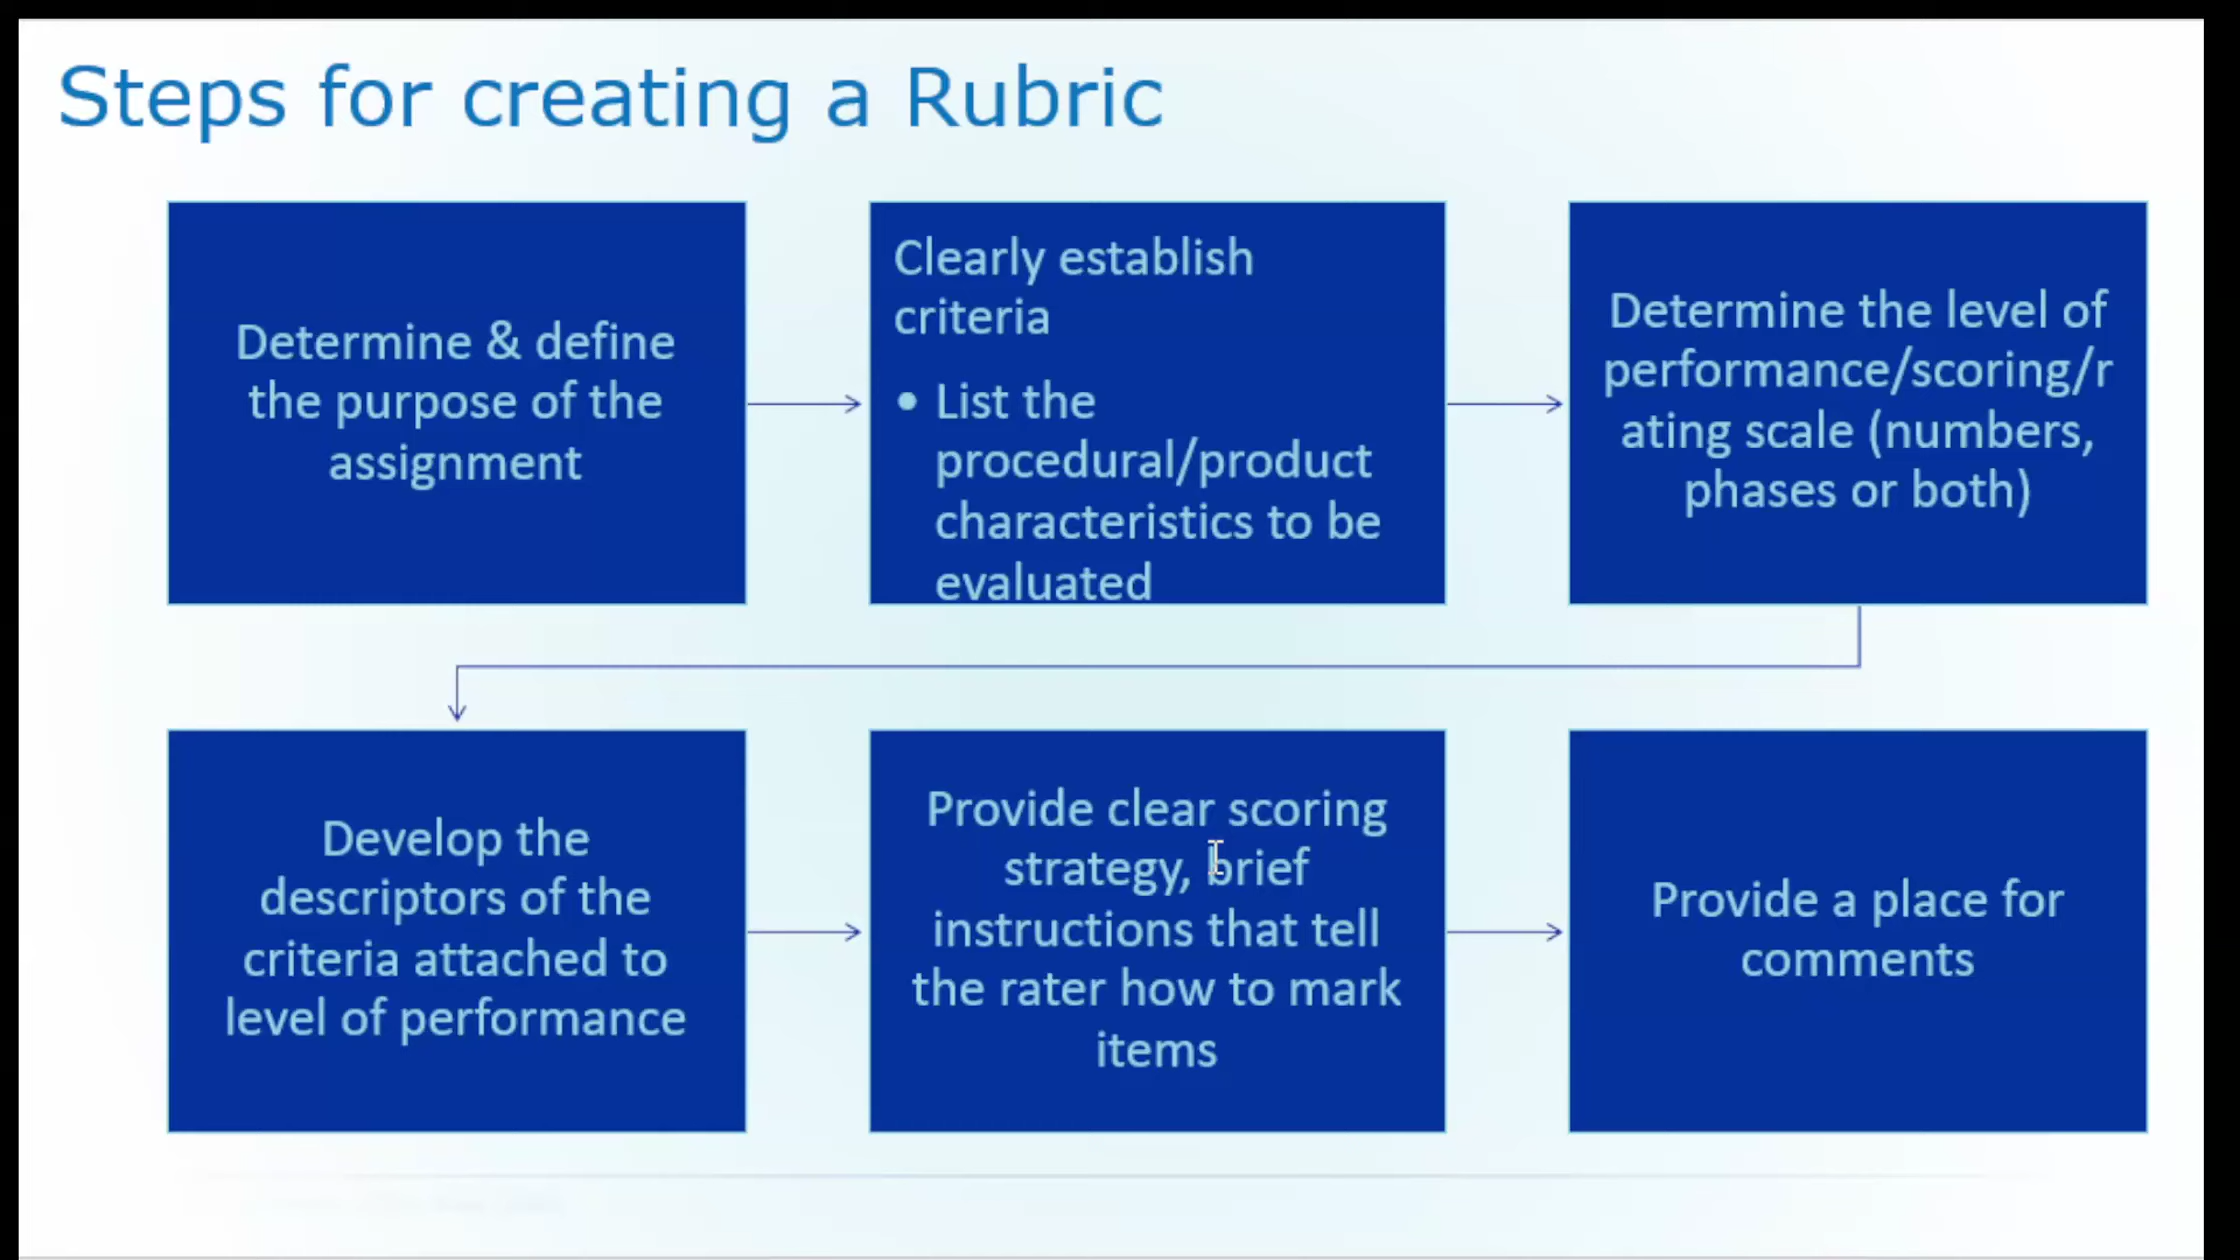 Steps for creating a Rubric
Determine & define
the purpose of the
assignment
Clearly establish
criteria
• List the
procedural/product
characteristics to be
evaluated
Determine the level of
performance/scoring/r
ating scale (numbers,
phases or both)
Develop the
descriptors of the
criteria attached to
level of performance
Provide clear scoring
strategy, brief
instructions that tell
the rater how to mark
items
Provide a place for
comments